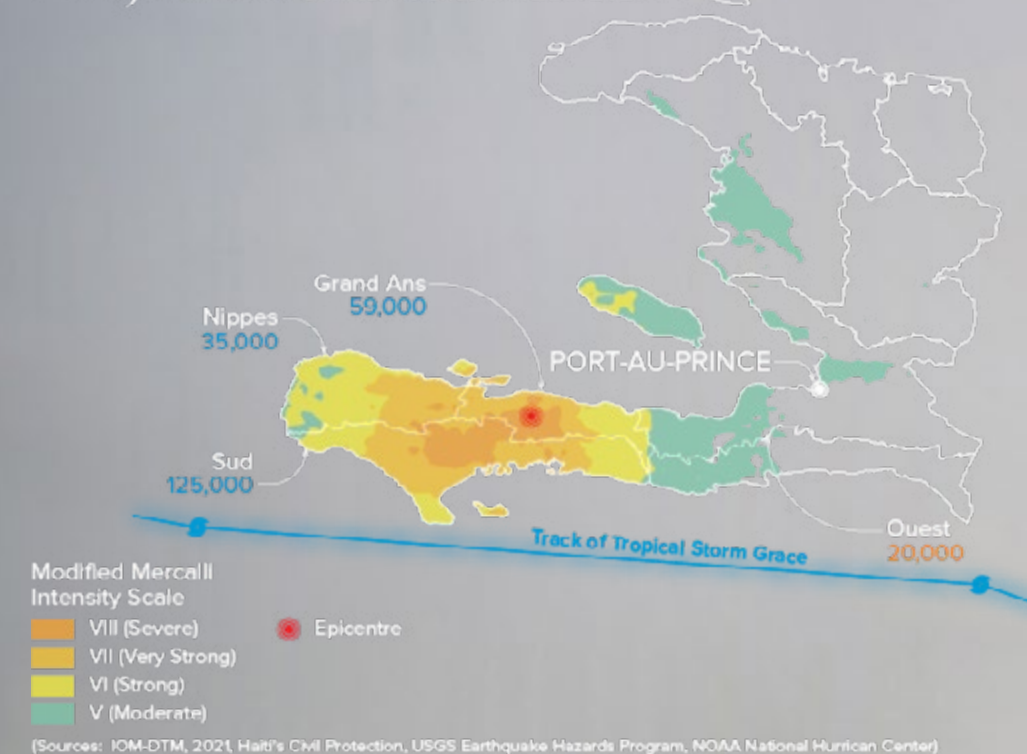 Grand Ans
59,000
Nippes
35,000
PORT-AU-PRINCE
Sud
125,000
Ouest
20,000
Track of Tropical Storm Grace
Modified Mercalli
Intensity Scale
VIII (Severe)
Epicentre
VII (Very Strong)
VI (Strong)
V (Moderate)
(Sources: IOM-DTM, 2021, Haiti's Civil Protection, USGS Earthquake Hazards Program, NOAA National Hurrican Center)